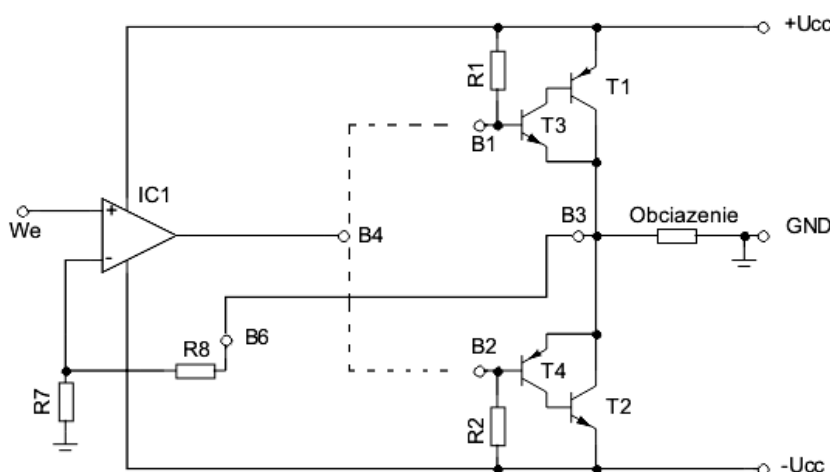 +Ucc
R1
T1
T3
B1
IC1
+
We
B4
B3
Obciazenie
GND
-
R8
B6
B2
T4
R7
R2
T2
-Ucc